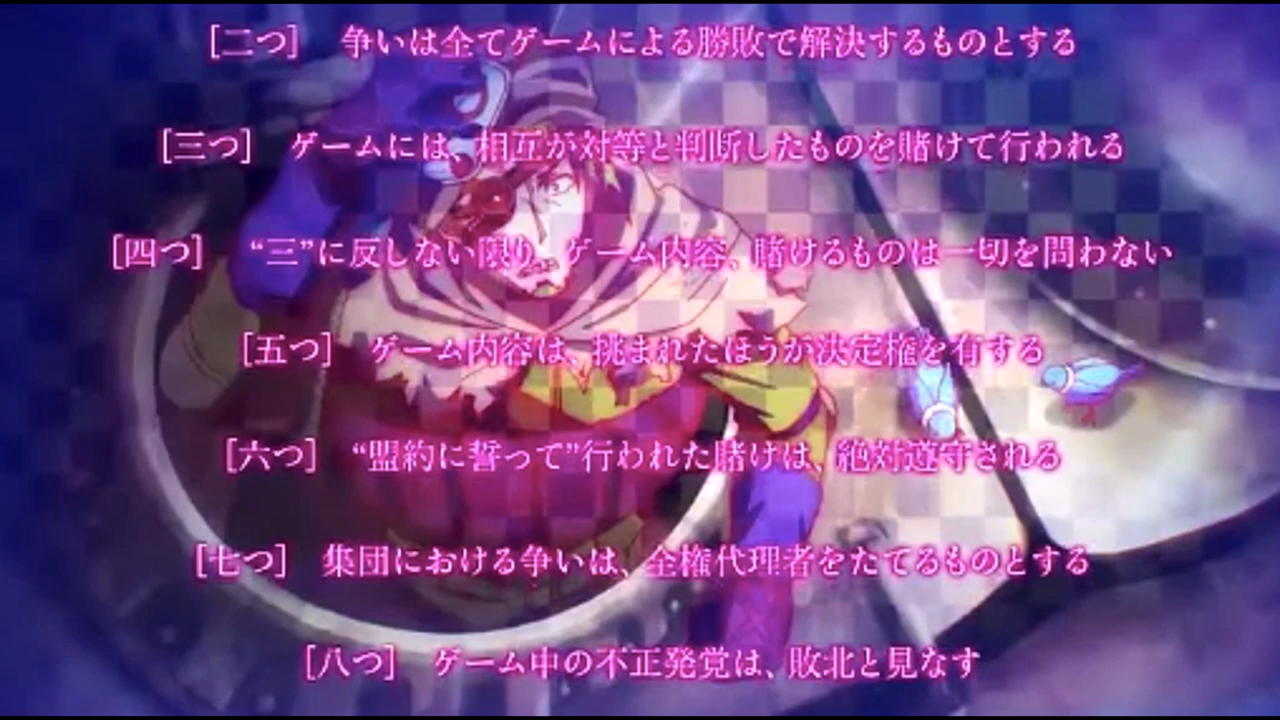 [二つ] 争いは全てゲームによる勝敗で解決するものとする
[三つ] ゲームには、相互が対等と判断したものを賭けて行われる
[四つ] “三”に反しない限り、ゲーム内容、賭けるものは一切を問わない
[五つ] ゲーム内容は、挑まれたほうが決定権を有する
[六つ] “盟約に誓って”行われた賭けは、絶対遵守される
[七つ] 集団における争いは、全権代理者をたてるものとする
[八つ] ゲーム中の不正発覚は、敗北と見なす